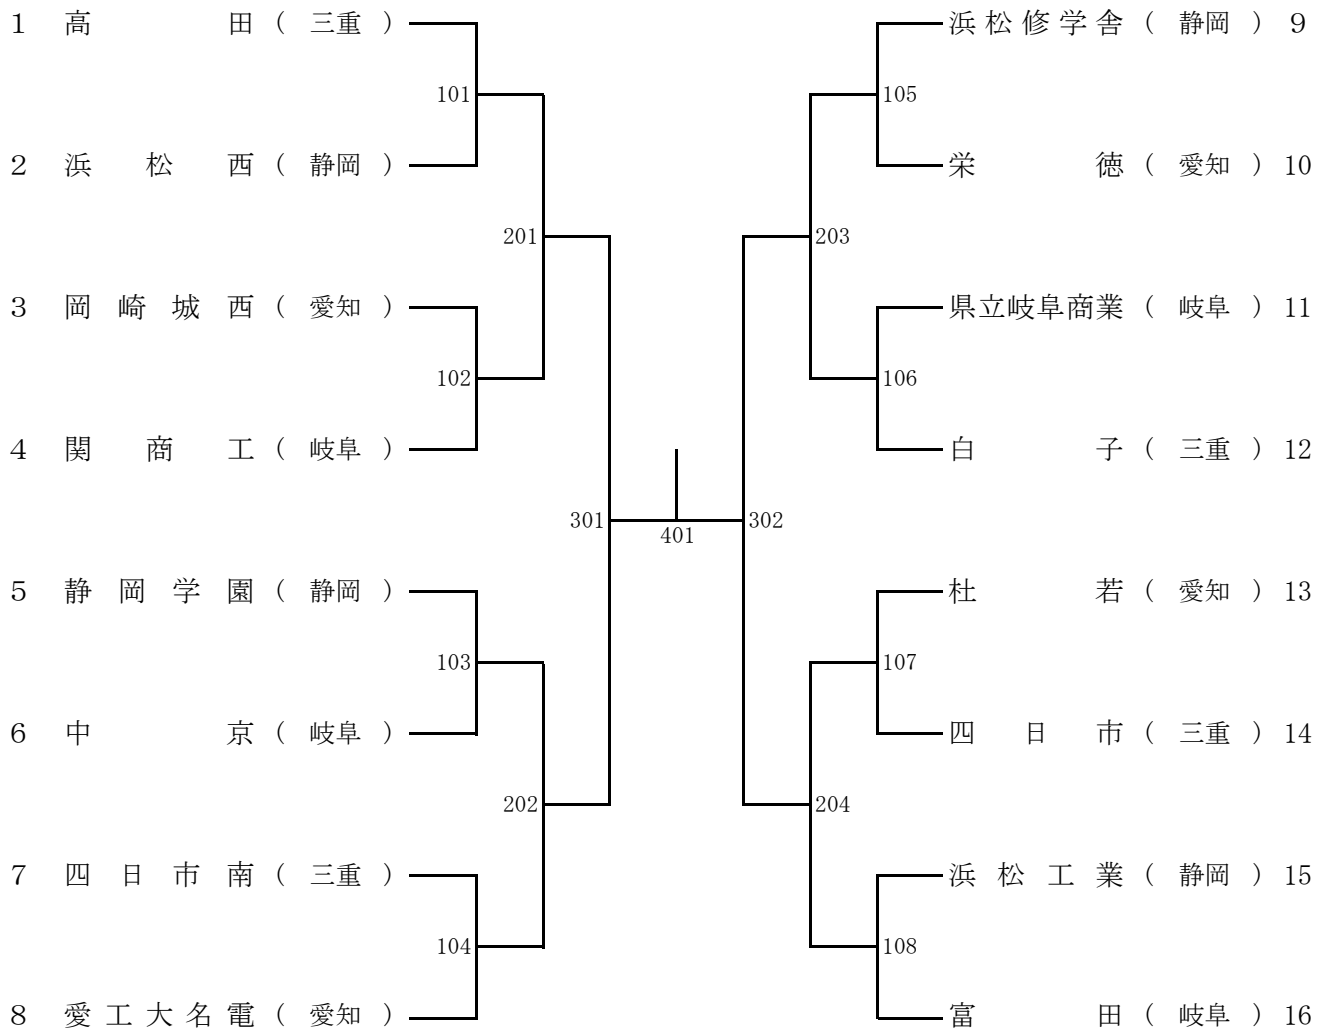 1 高田 ( 三重 ) 浜松修学舎 ( 静岡 ) 9
101 105
2 浜松西 ( 静岡 ) 栄徳 ( 愛知 ) 10
201 203
3 岡崎城西 ( 愛知 ) 県立岐阜商業 ( 岐阜 ) 11
102 106
4 関商工 ( 岐阜 ) 白子 ( 三重 ) 12
301 302
401
5 静岡学園 ( 静岡 ) 杜若 ( 愛知 ) 13
103 107
6 中京 ( 岐阜 ) 四日市 ( 三重 ) 14
202 204
7 四日市南 ( 三重 ) 浜松工業 ( 静岡 ) 15
104 108
8 愛工大名電 ( 愛知 ) 富田 ( 岐阜 ) 16